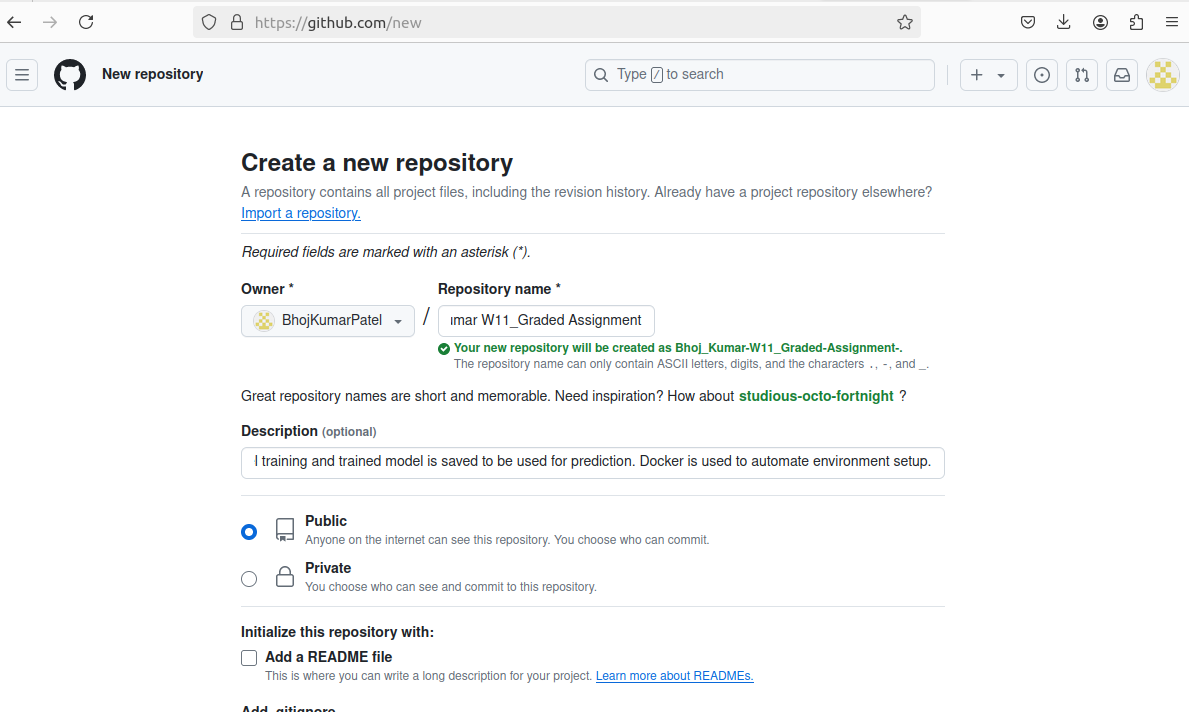 https://github.com/new
New repository
Type / to search
Create a new repository
A repository contains all project files, including the revision history. Already have a project repository elsewhere?
Import a repository.
Required fields are marked with an asterisk (*).
Owner *
Repository name *
BhojKumarPatel
/
umar W11_Graded Assignment
Your new repository will be created as Bhoj_Kumar-W11_Graded-Assignment-.
The repository name can only contain ASCII letters, digits, and the characters ., -, and _.
Great repository names are short and memorable. Need inspiration? How about studious-octo-fortnight ?
Description (optional)
l training and trained model is saved to be used for prediction. Docker is used to automate environment setup.
Public
Anyone on the internet can see this repository. You choose who can commit.
Private
You choose who can see and commit to this repository.
Initialize this repository with:
Add a README file
This is where you can write a long description for your project. Learn more about READMEs.
Add .gitignore